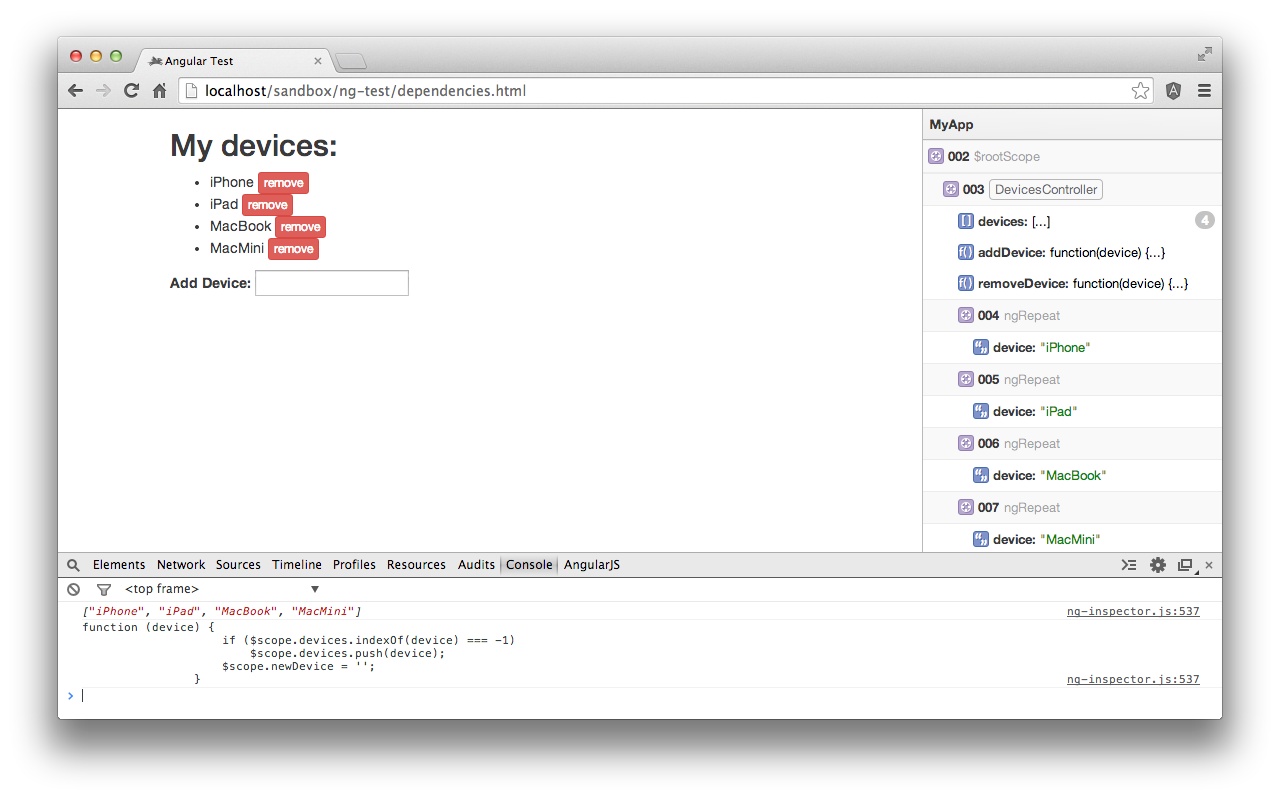 Angular Test
localhost/sandbox/ng-test/dependencies.html
My devices:
• iPhone remove
• iPad remove
• MacBook remove
• MacMini remove
Add Device:
MyApp
002 $rootScope
003 DevicesController
[] devices: [...] 4
f() addDevice: function(device) {...}
f() removeDevice: function(device) {...}
004 ngRepeat
device: "iPhone"
005 ngRepeat
device: "iPad"
006 ngRepeat
device: "MacBook"
007 ngRepeat
device: "MacMini"
Elements Network Sources Timeline Profiles Resources Audits Console AngularJS
<top frame>
["iPhone", "iPad", "MacBook", "MacMini"] ng-inspector.js:537
function (device) {
if ($scope.devices.indexOf(device) === -1)
$scope.devices.push(device);
$scope.newDevice = '';
} ng-inspector.js:537
>